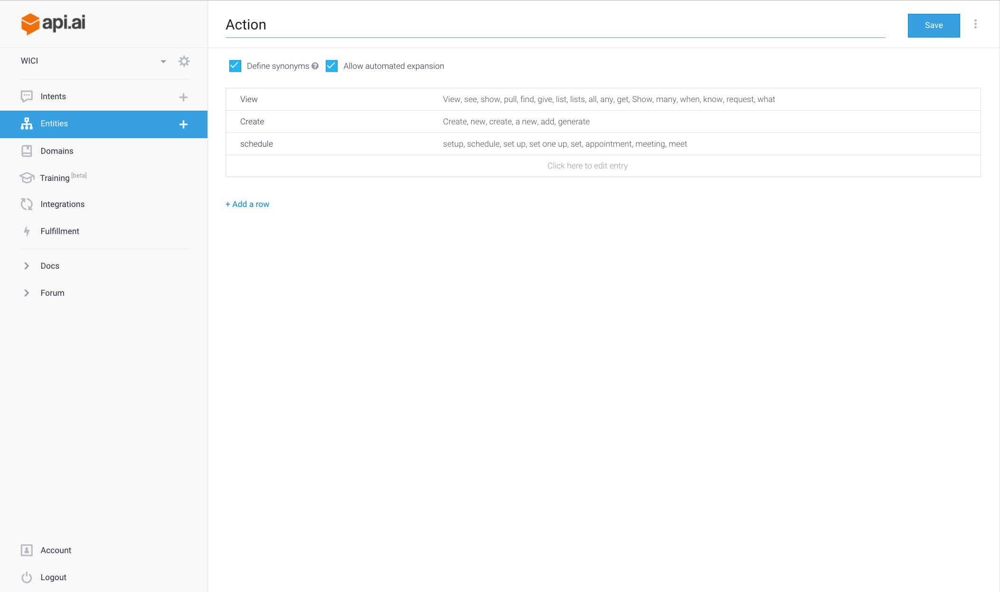 api.ai
WICI
Intents
Entities
Domains
Training [beta]
Integrations
Fulfillment
Docs
Forum
Account
Logout
Action
Save
Define synonyms ? Allow automated expansion
View View, see, show, pull, find, give, list, lists, all, any, get, Show, many, when, know, request, what
Create Create, new, create, a new, add, generate
schedule setup, schedule, set up, set one up, set, appointment, meeting, meet
Click here to edit entry
+ Add a row